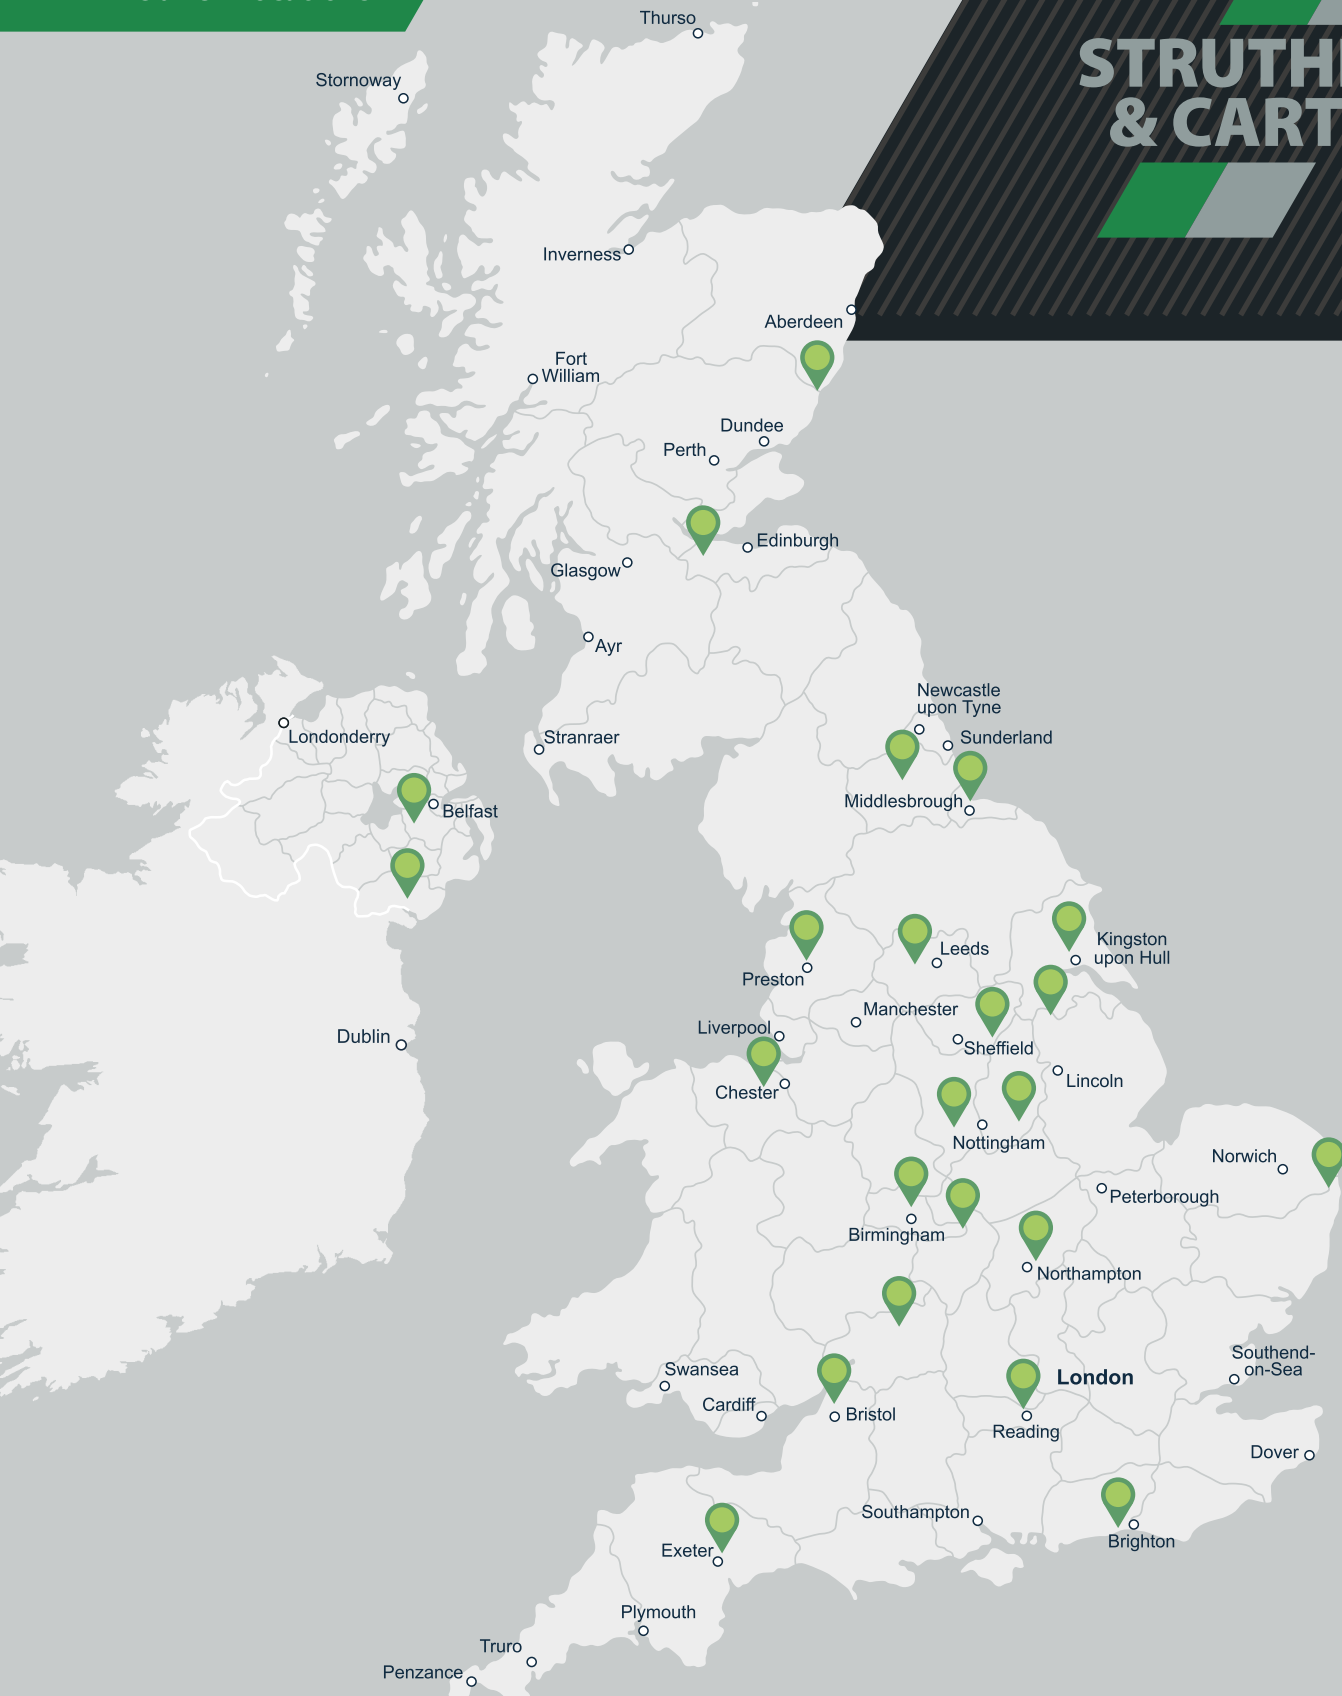 Thurso
STRUTH
& CART
Stornoway
Inverness
Aberdeen
Fort
William
Dundee
Perth
Edinburgh
Glasgow
Ayr
Newcastle
upon Tyne
Londonderry
Stranraer
Sunderland
Middlesbrough
Belfast
Kingston
upon Hull
Leeds
Preston
Manchester
Liverpool
Dublin
Sheffield
Lincoln
Chester
Nottingham
Norwich
Peterborough
Birmingham
Northampton
Southend-
on-Sea
Swansea
London
Cardiff
Bristol
Reading
Dover
Southampton
Brighton
Exeter
Plymouth
Truro
Penzance